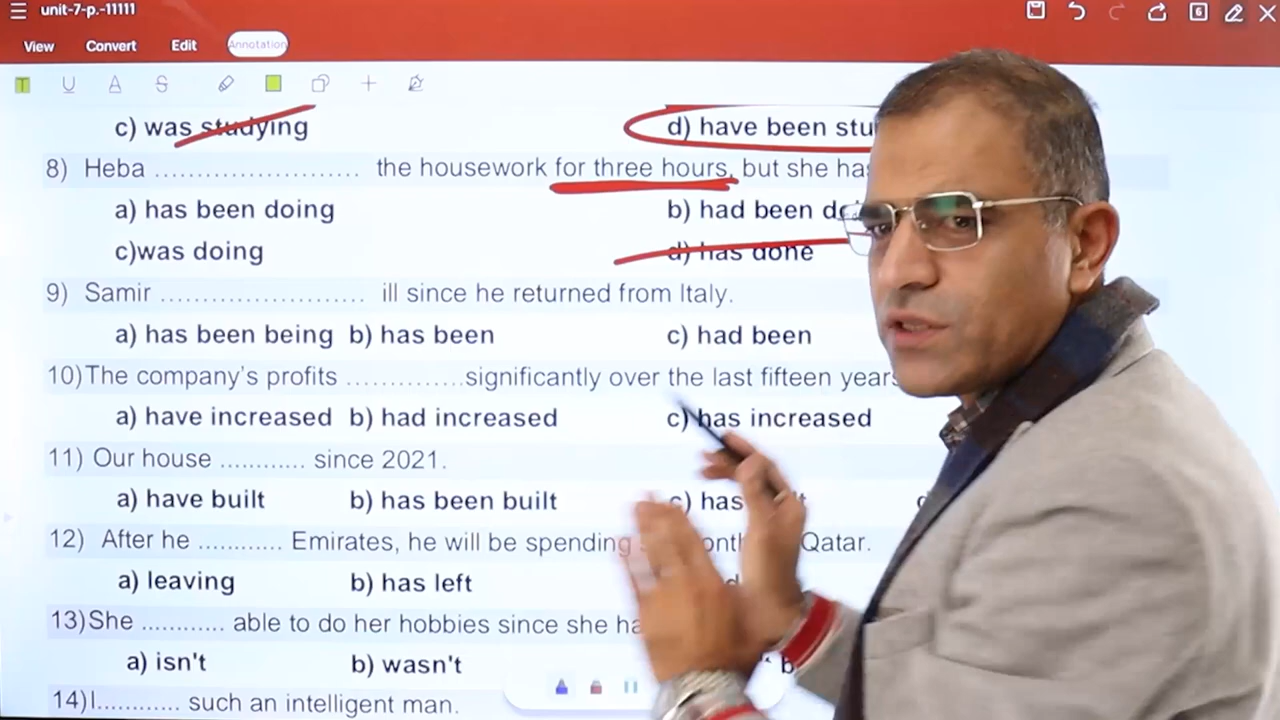 unit-7-p.-11111
View Convert Edit Annotation
T U A S
c) was studying d) have been
8) Heba ........................ the housework for three hours, but she
a) has been doing b) had been
c)was doing d) has done
9) Samir ........................ ill since he returned from Italy.
a) has been being b) has been c) had been
10)The company's profits ..............significantly over the last fifteen years
a) have increased b) had increased c) has increased
11) Our house ............ since 2021.
a) have built b) has been built c) has
12) After he ............ Emirates, he will be spending Qatar.
a) leaving b) has left
13)She ............ able to do her hobbies since she
a) isn't b) wasn't
14)I............ such an intelligent man.